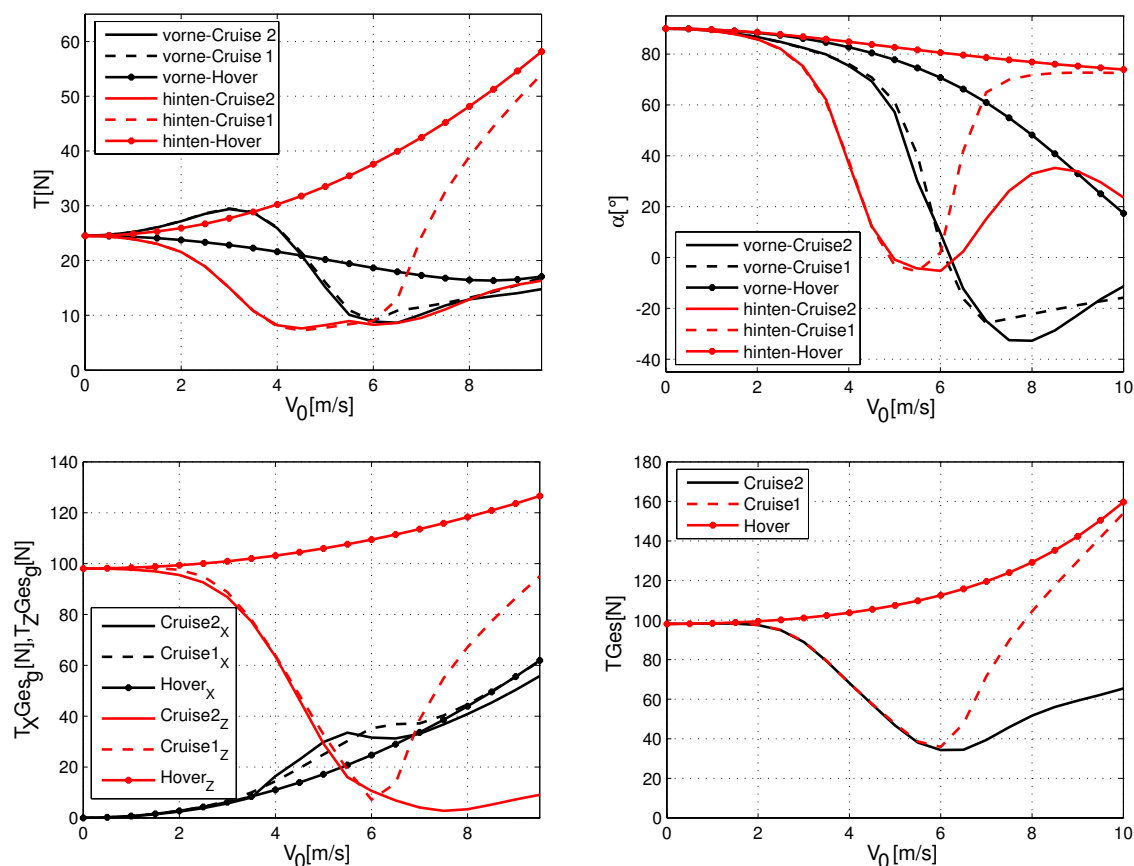 60
50
40
30
20
10
0
T[N]
vorne-Cruise 2
vorne-Cruise 1
vorne-Hover
hinten-Cruise2
hinten-Cruise1
hinten-Hover
0 2 4 6 8
V0[m/s]
80
60
40
20
0
-20
-40
α[°]
vorne-Cruise2
vorne-Cruise1
vorne-Hover
hinten-Cruise2
hinten-Cruise1
hinten-Hover
0 2 4 6 8 10
V0[m/s]
140
120
100
80
60
40
20
0
TXGesg[N],TZGesg[N]
Cruise2X
Cruise1X
HoverX
Cruise2Z
Cruise1Z
HoverZ
0 2 4 6 8
V0[m/s]
180
160
140
120
100
80
60
40
20
0
TGes[N]
Cruise2
Cruise1
Hover
0 2 4 6 8 10
V0[m/s]